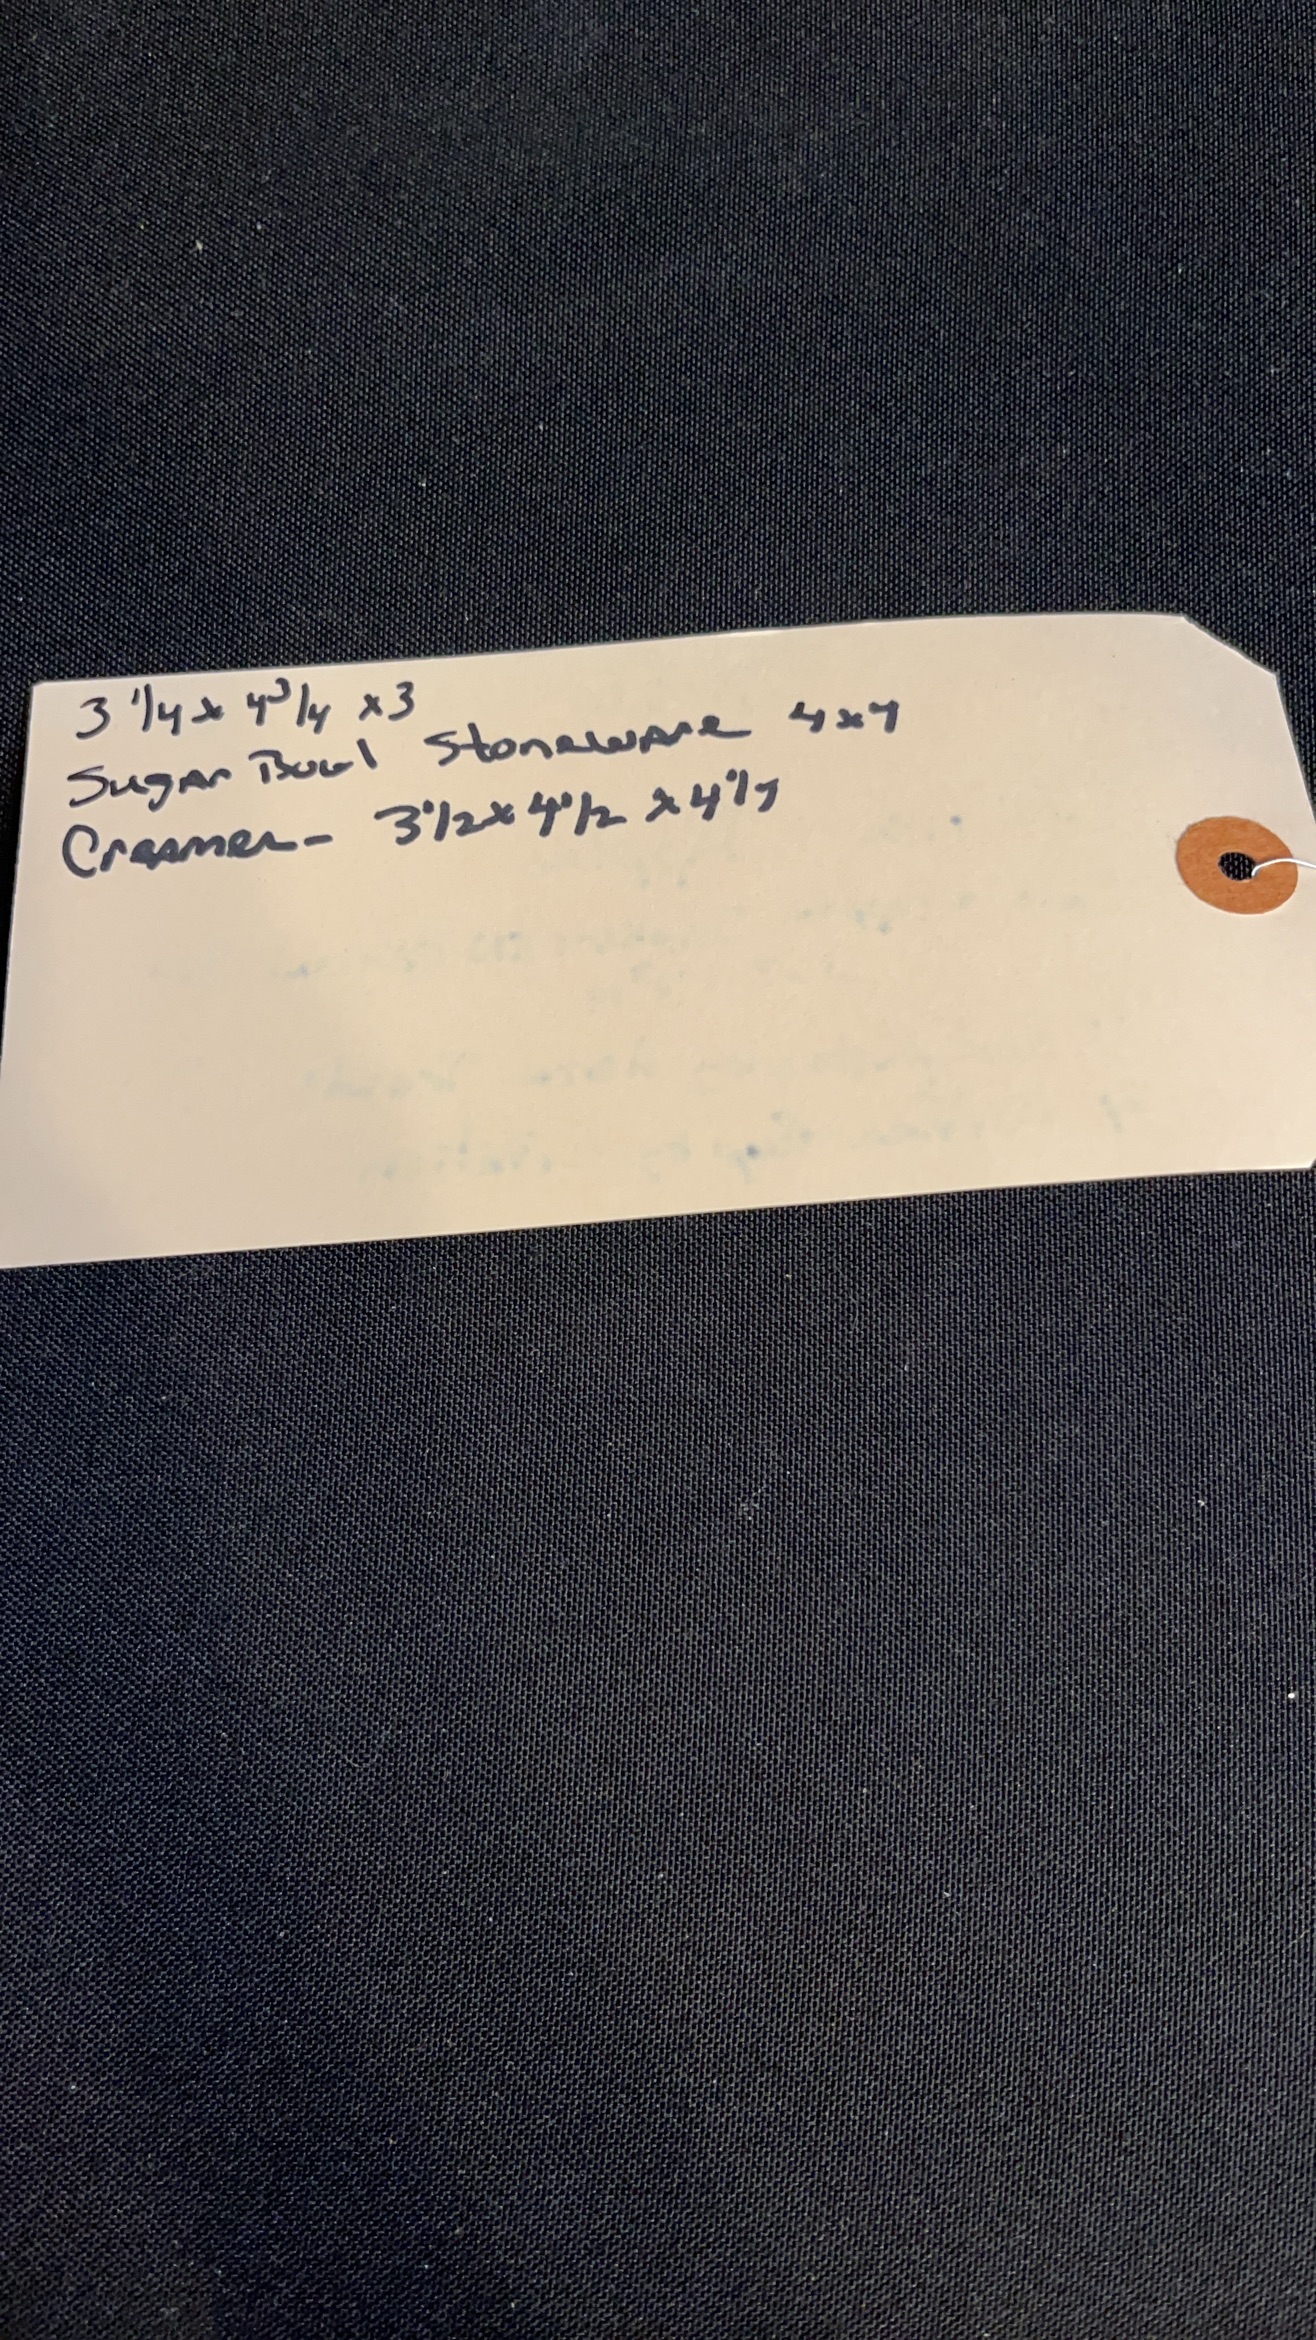 3 1/4 x 4 3/4 x 3
Sugar Bowl Stoneware 4x4
Creamer - 3 1/2 x 4 1/2 x 4 1/2